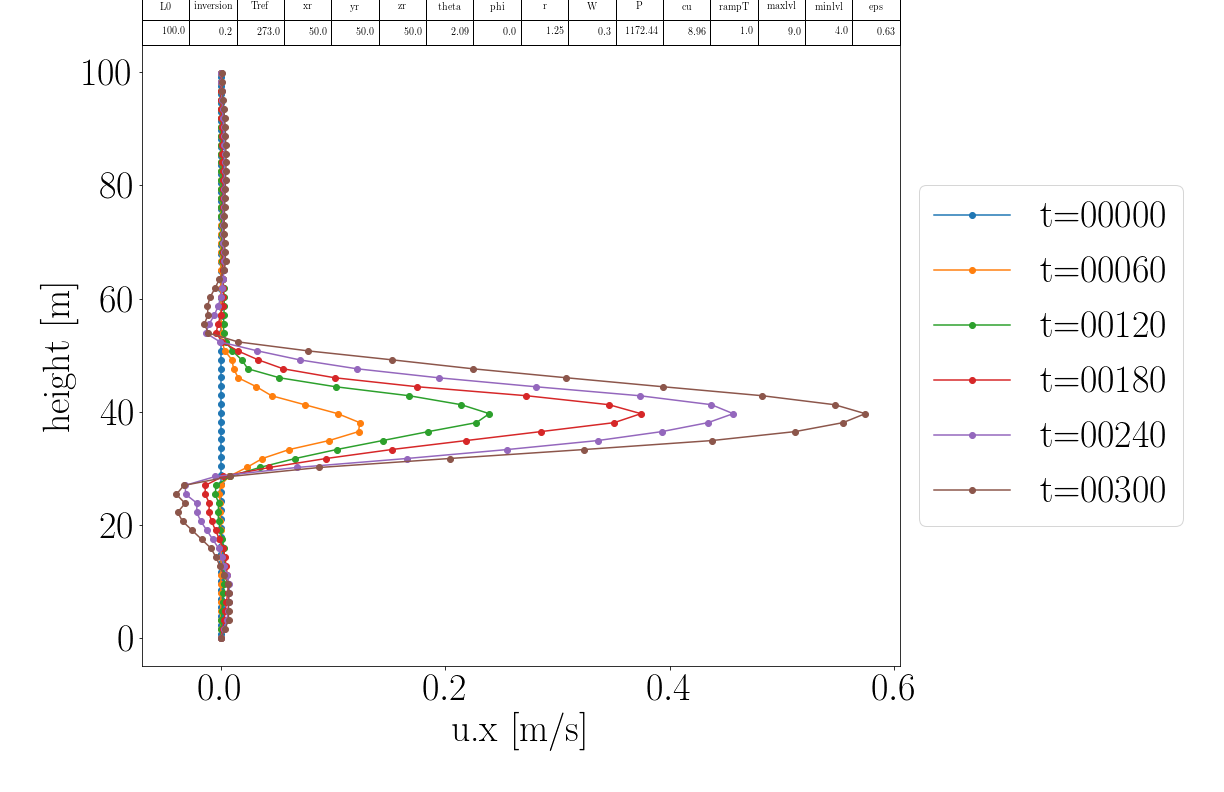 L0 inversion Tref xr yr zr theta phi r W P cu rampT maxlvl minlvl eps
100.0 0.2 273.0 50.0 50.0 50.0 2.09 0.0 1.25 0.3 1172.44 8.96 1.0 9.0 4.0 0.63
100
80
60
40
20
0
height [m]
0.0 0.2 0.4 0.6
u.x [m/s]
t=00000
t=00060
t=00120
t=00180
t=00240
t=00300